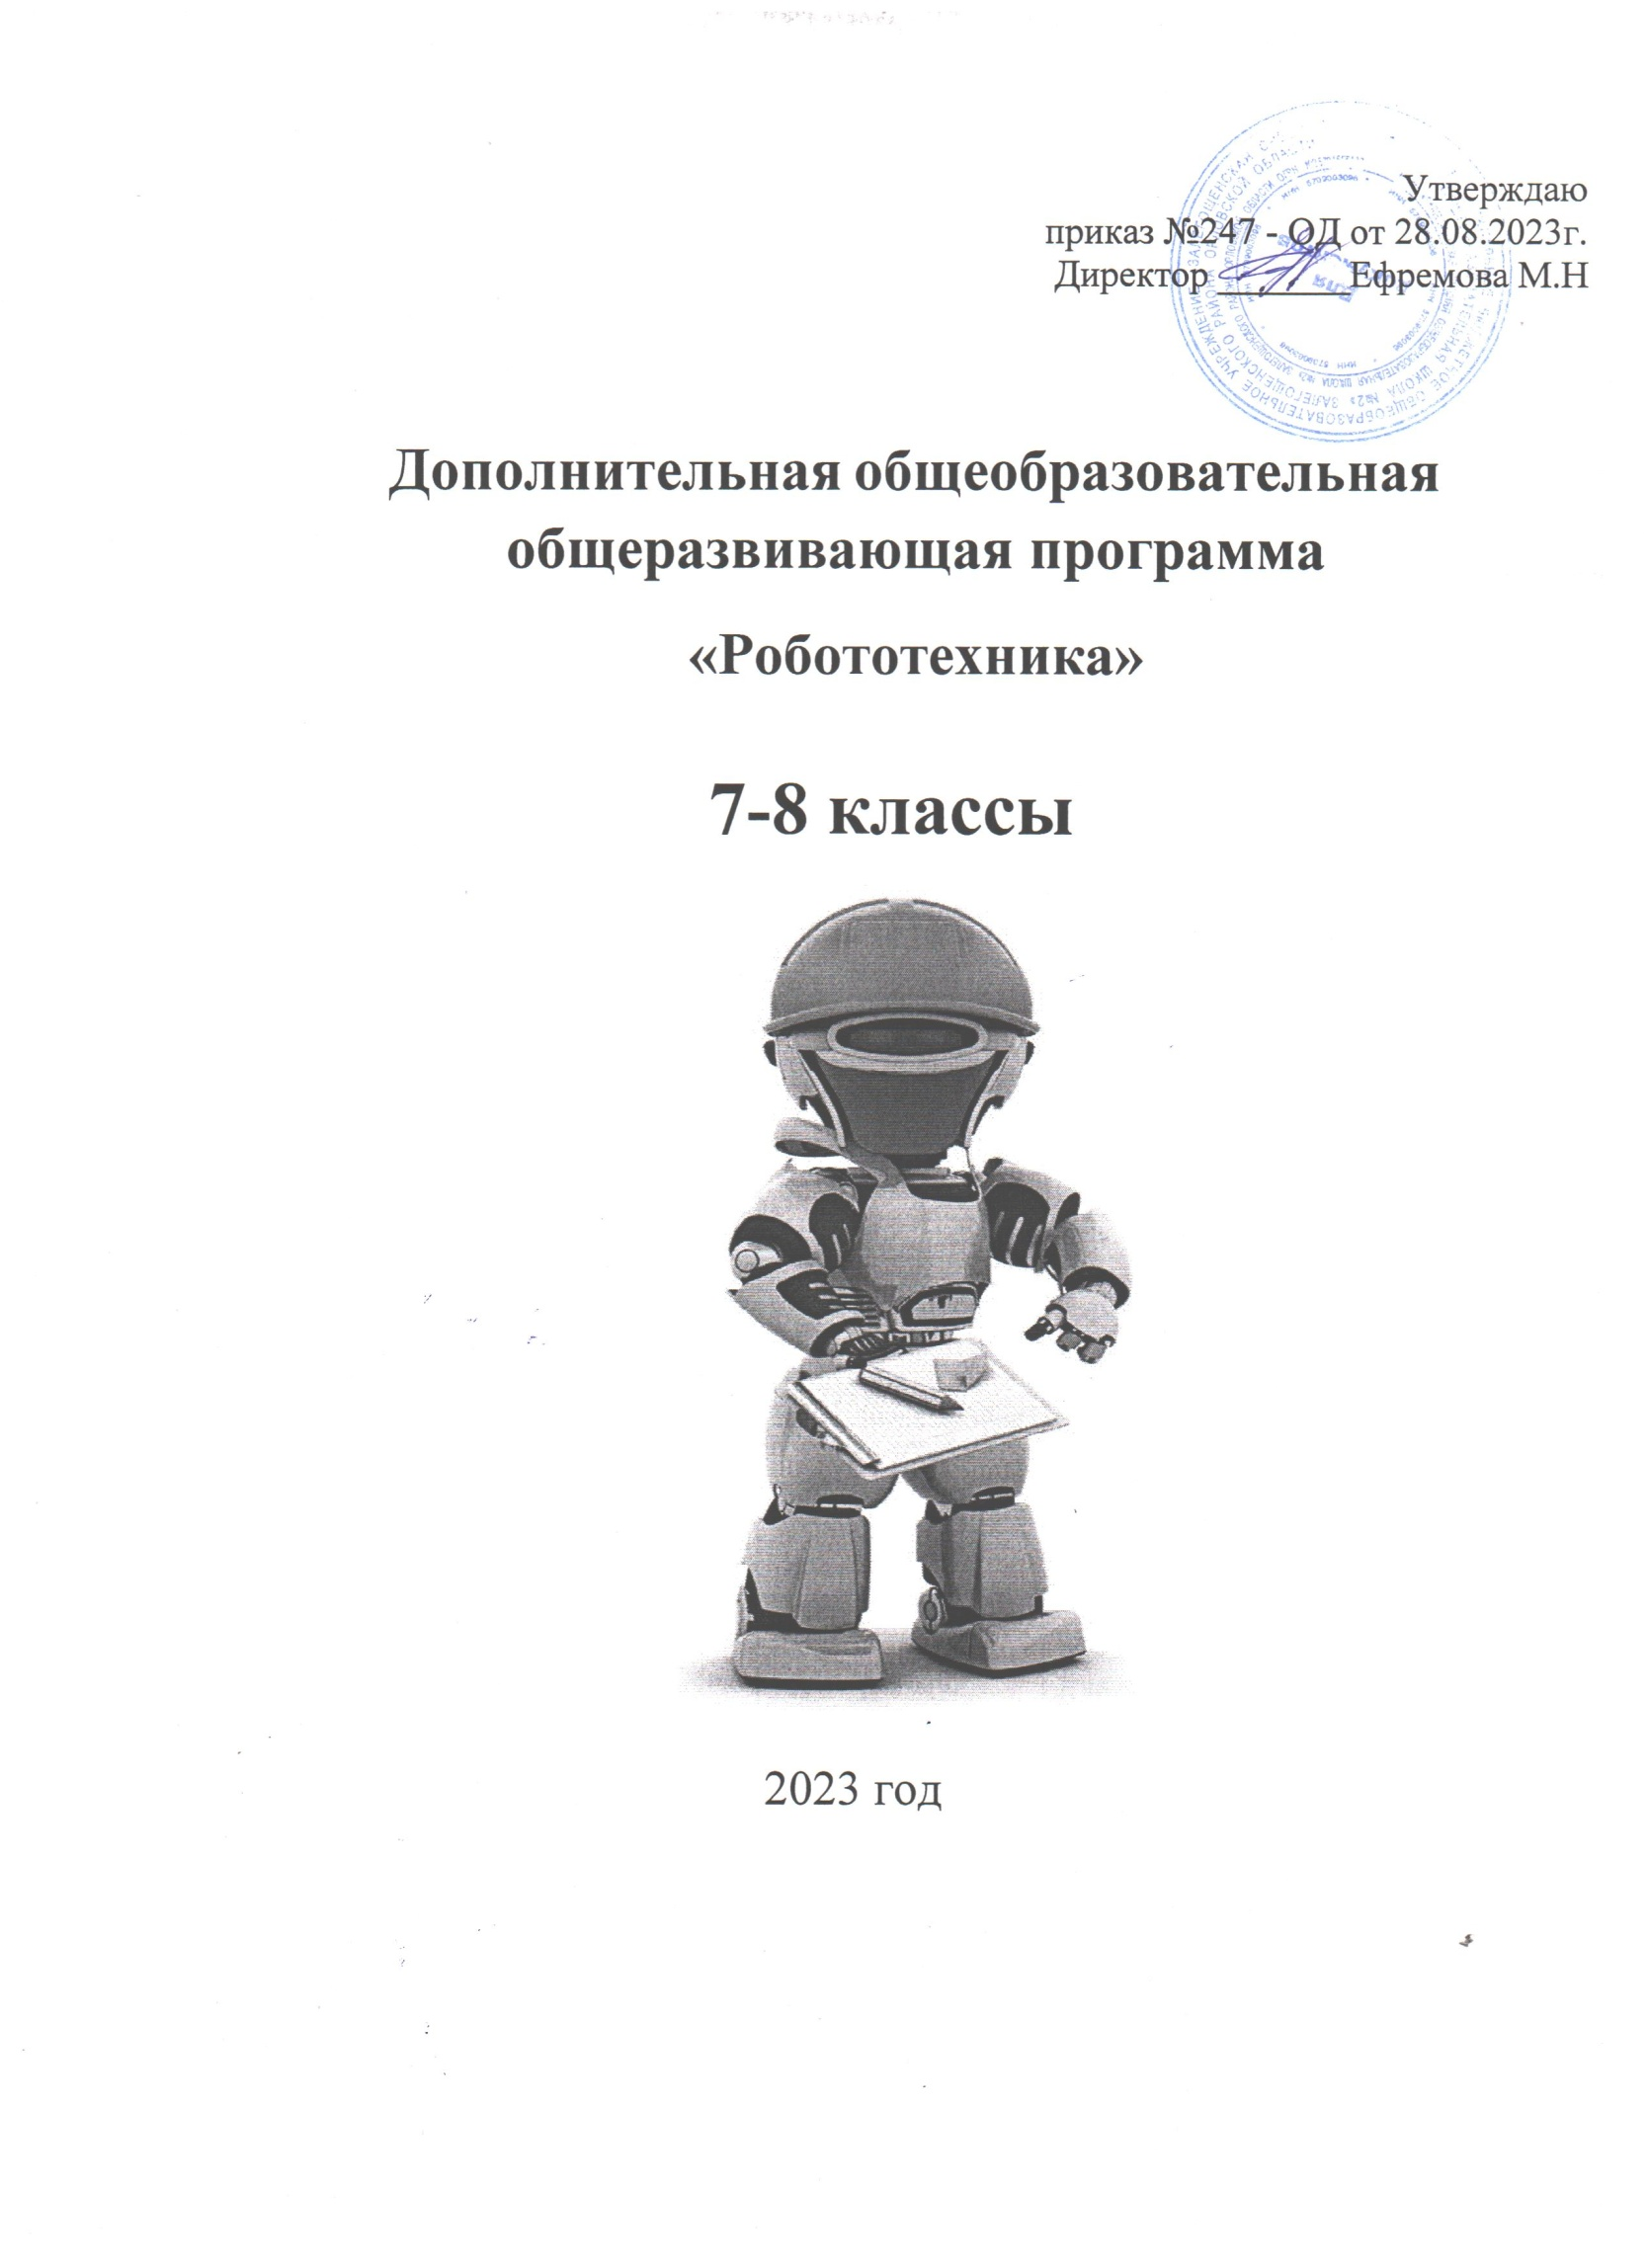 Утверждаю
приказ №247 - ОД от 28.08.2023г.
Директор _______Ефремова М.Н
Дополнительная общеобразовательная
общеразвивающая программа
«Робототехника»
7-8 классы
2023 год